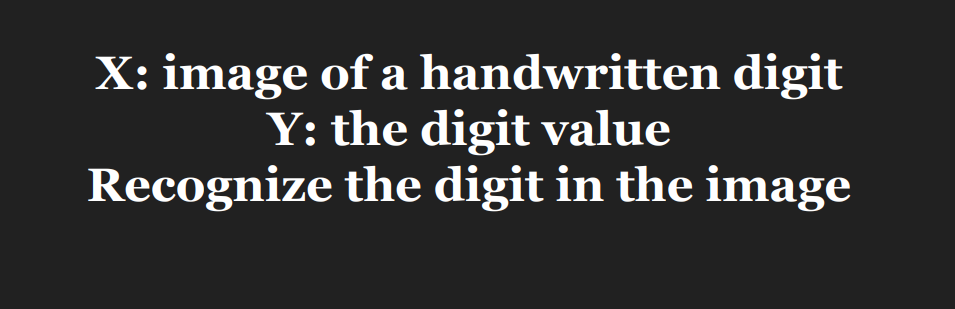 X: image of a handwritten digit
Y: the digit value
Recognize the digit in the image